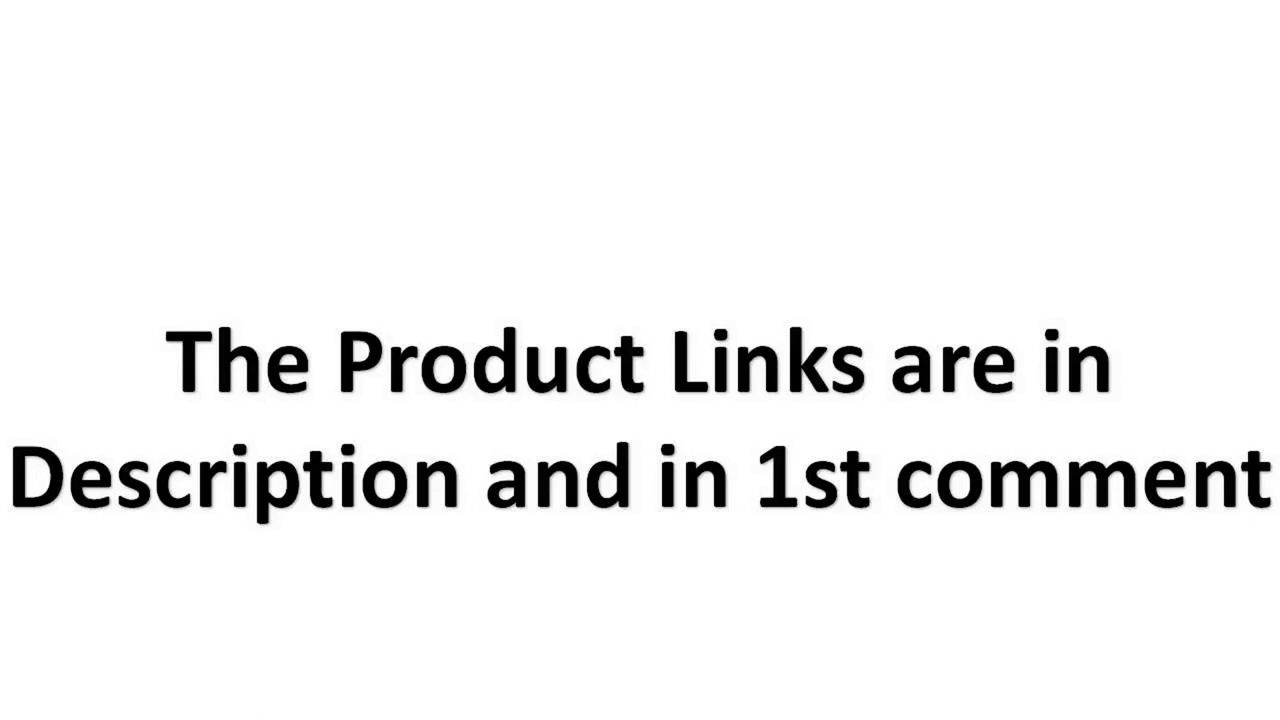 The Product Links are in
Description and in 1st comment